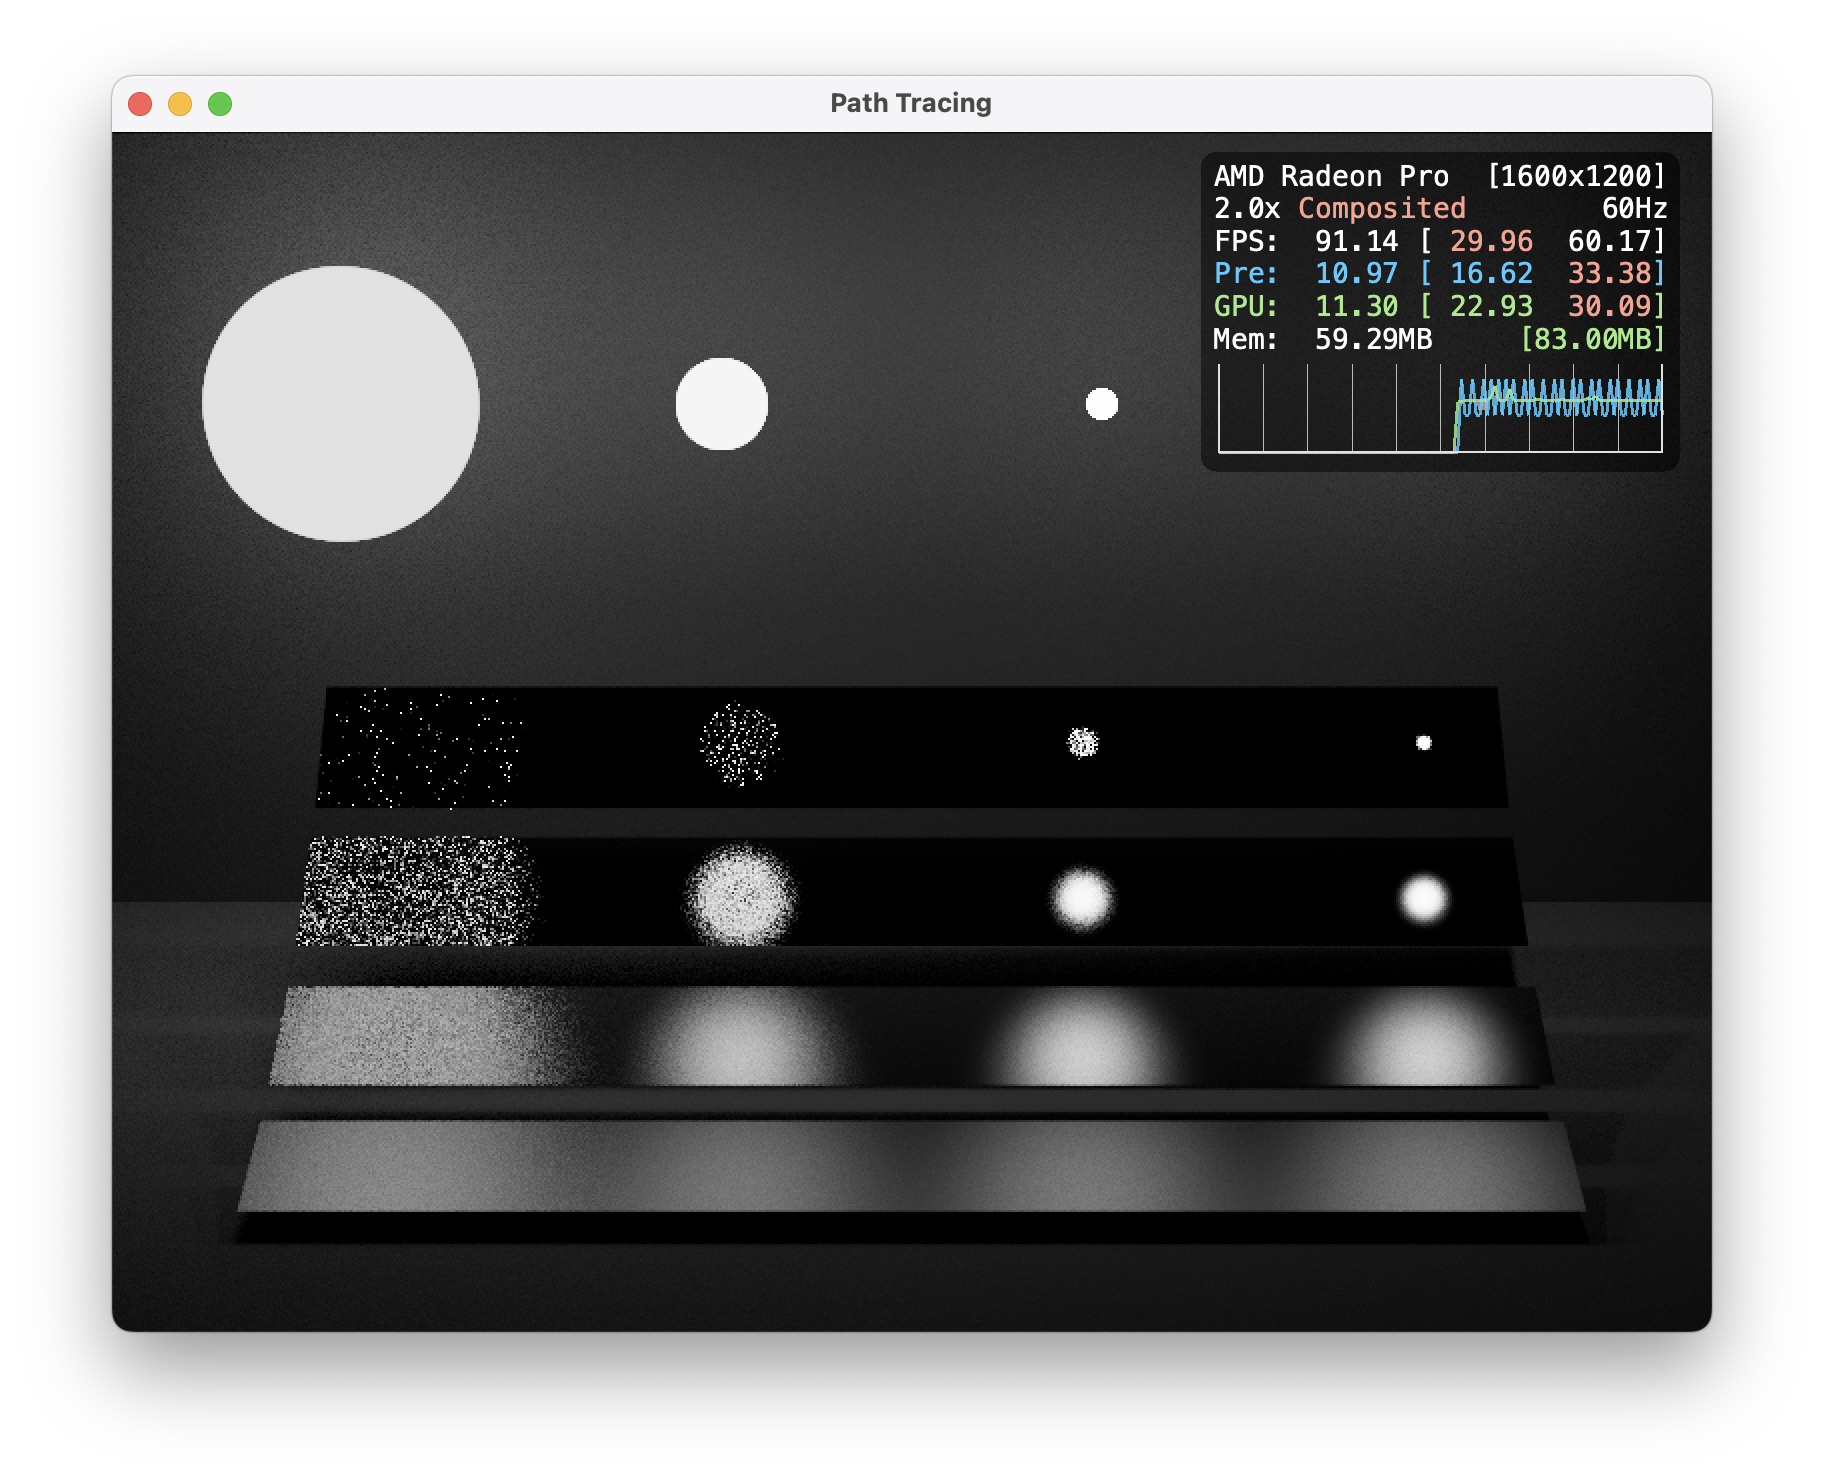 Path Tracing
AMD Radeon Pro [1600x1200]
2.0x Composited 60Hz
FPS: 91.14 [ 29.96 60.17]
Pre: 10.97 [ 16.62 33.38]
GPU: 11.30 [ 22.93 30.09]
Mem: 59.29MB [83.00MB]